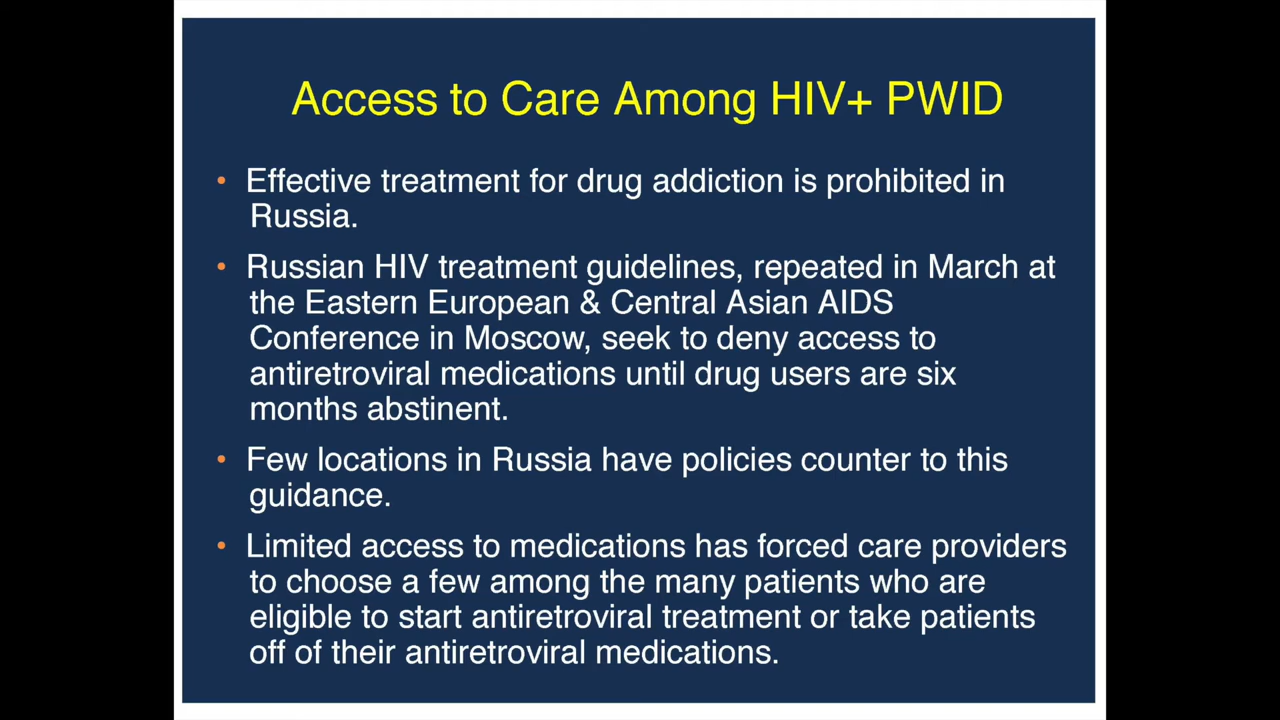 Access to Care Among HIV+ PWID
• Effective treatment for drug addiction is prohibited in
Russia.
• Russian HIV treatment guidelines, repeated in March at
the Eastern European & Central Asian AIDS
Conference in Moscow, seek to deny access to
antiretroviral medications until drug users are six
months abstinent.
• Few locations in Russia have policies counter to this
guidance.
• Limited access to medications has forced care providers
to choose a few among the many patients who are
eligible to start antiretroviral treatment or take patients
off of their antiretroviral medications.